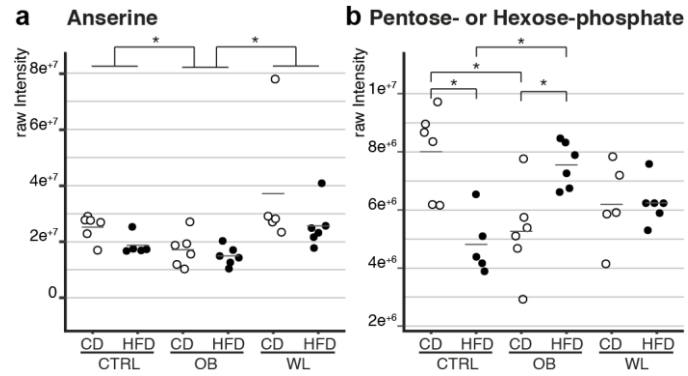 a Anserine
raw Intensity
8e+7
6e+7
4e+7
2e+7
0
* *
CD HFD CD HFD CD HFD
CTRL OB WL
b Pentose- or Hexose-phosphate
raw Intensity
1e+7
8e+6
6e+6
4e+6
2e+6
*
*
* *
CD HFD CD HFD CD HFD
CTRL OB WL